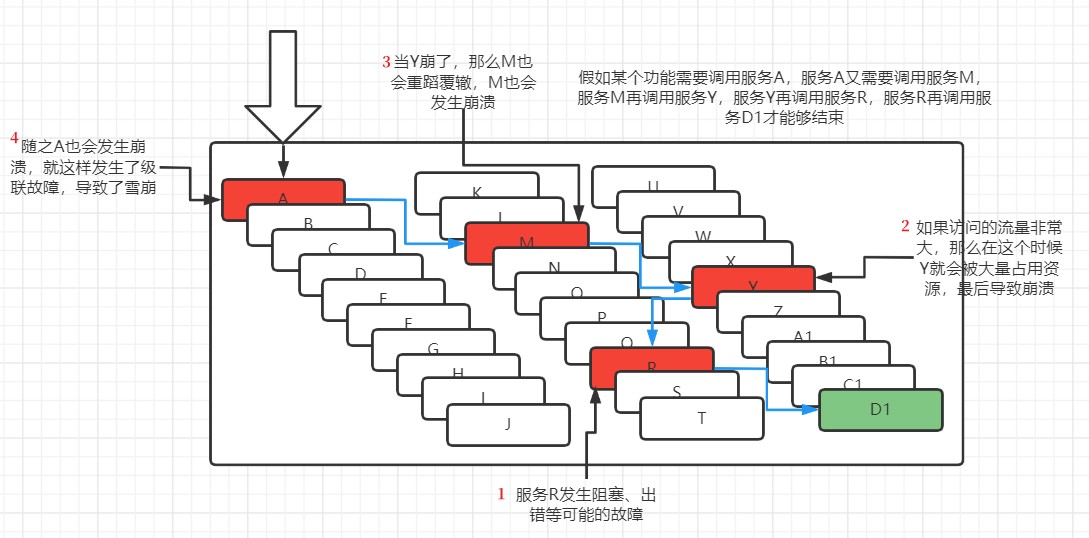 3 当Y崩了，那么M也
会重蹈覆辙，M也会
发生崩溃
假如某个功能需要调用服务A，服务A又需要调用服务M，
服务M再调用服务Y，服务Y再调用服务R，服务R再调用服
务D1才能够结束
4 随之A也会发生崩
溃，就这样发生了级
联故障，导致了雪崩
A
B
C
D
E
F
G
H
I
J
K
L
M
N
O
P
Q
R
S
T
U
V
W
X
Y
Z
A1
B1
C1
D1
2 如果访问的流量非常
大，那么在这个时候
Y就会被大量占用资
源，最后导致崩溃
1 服务R发生阻塞、出
错等可能的故障